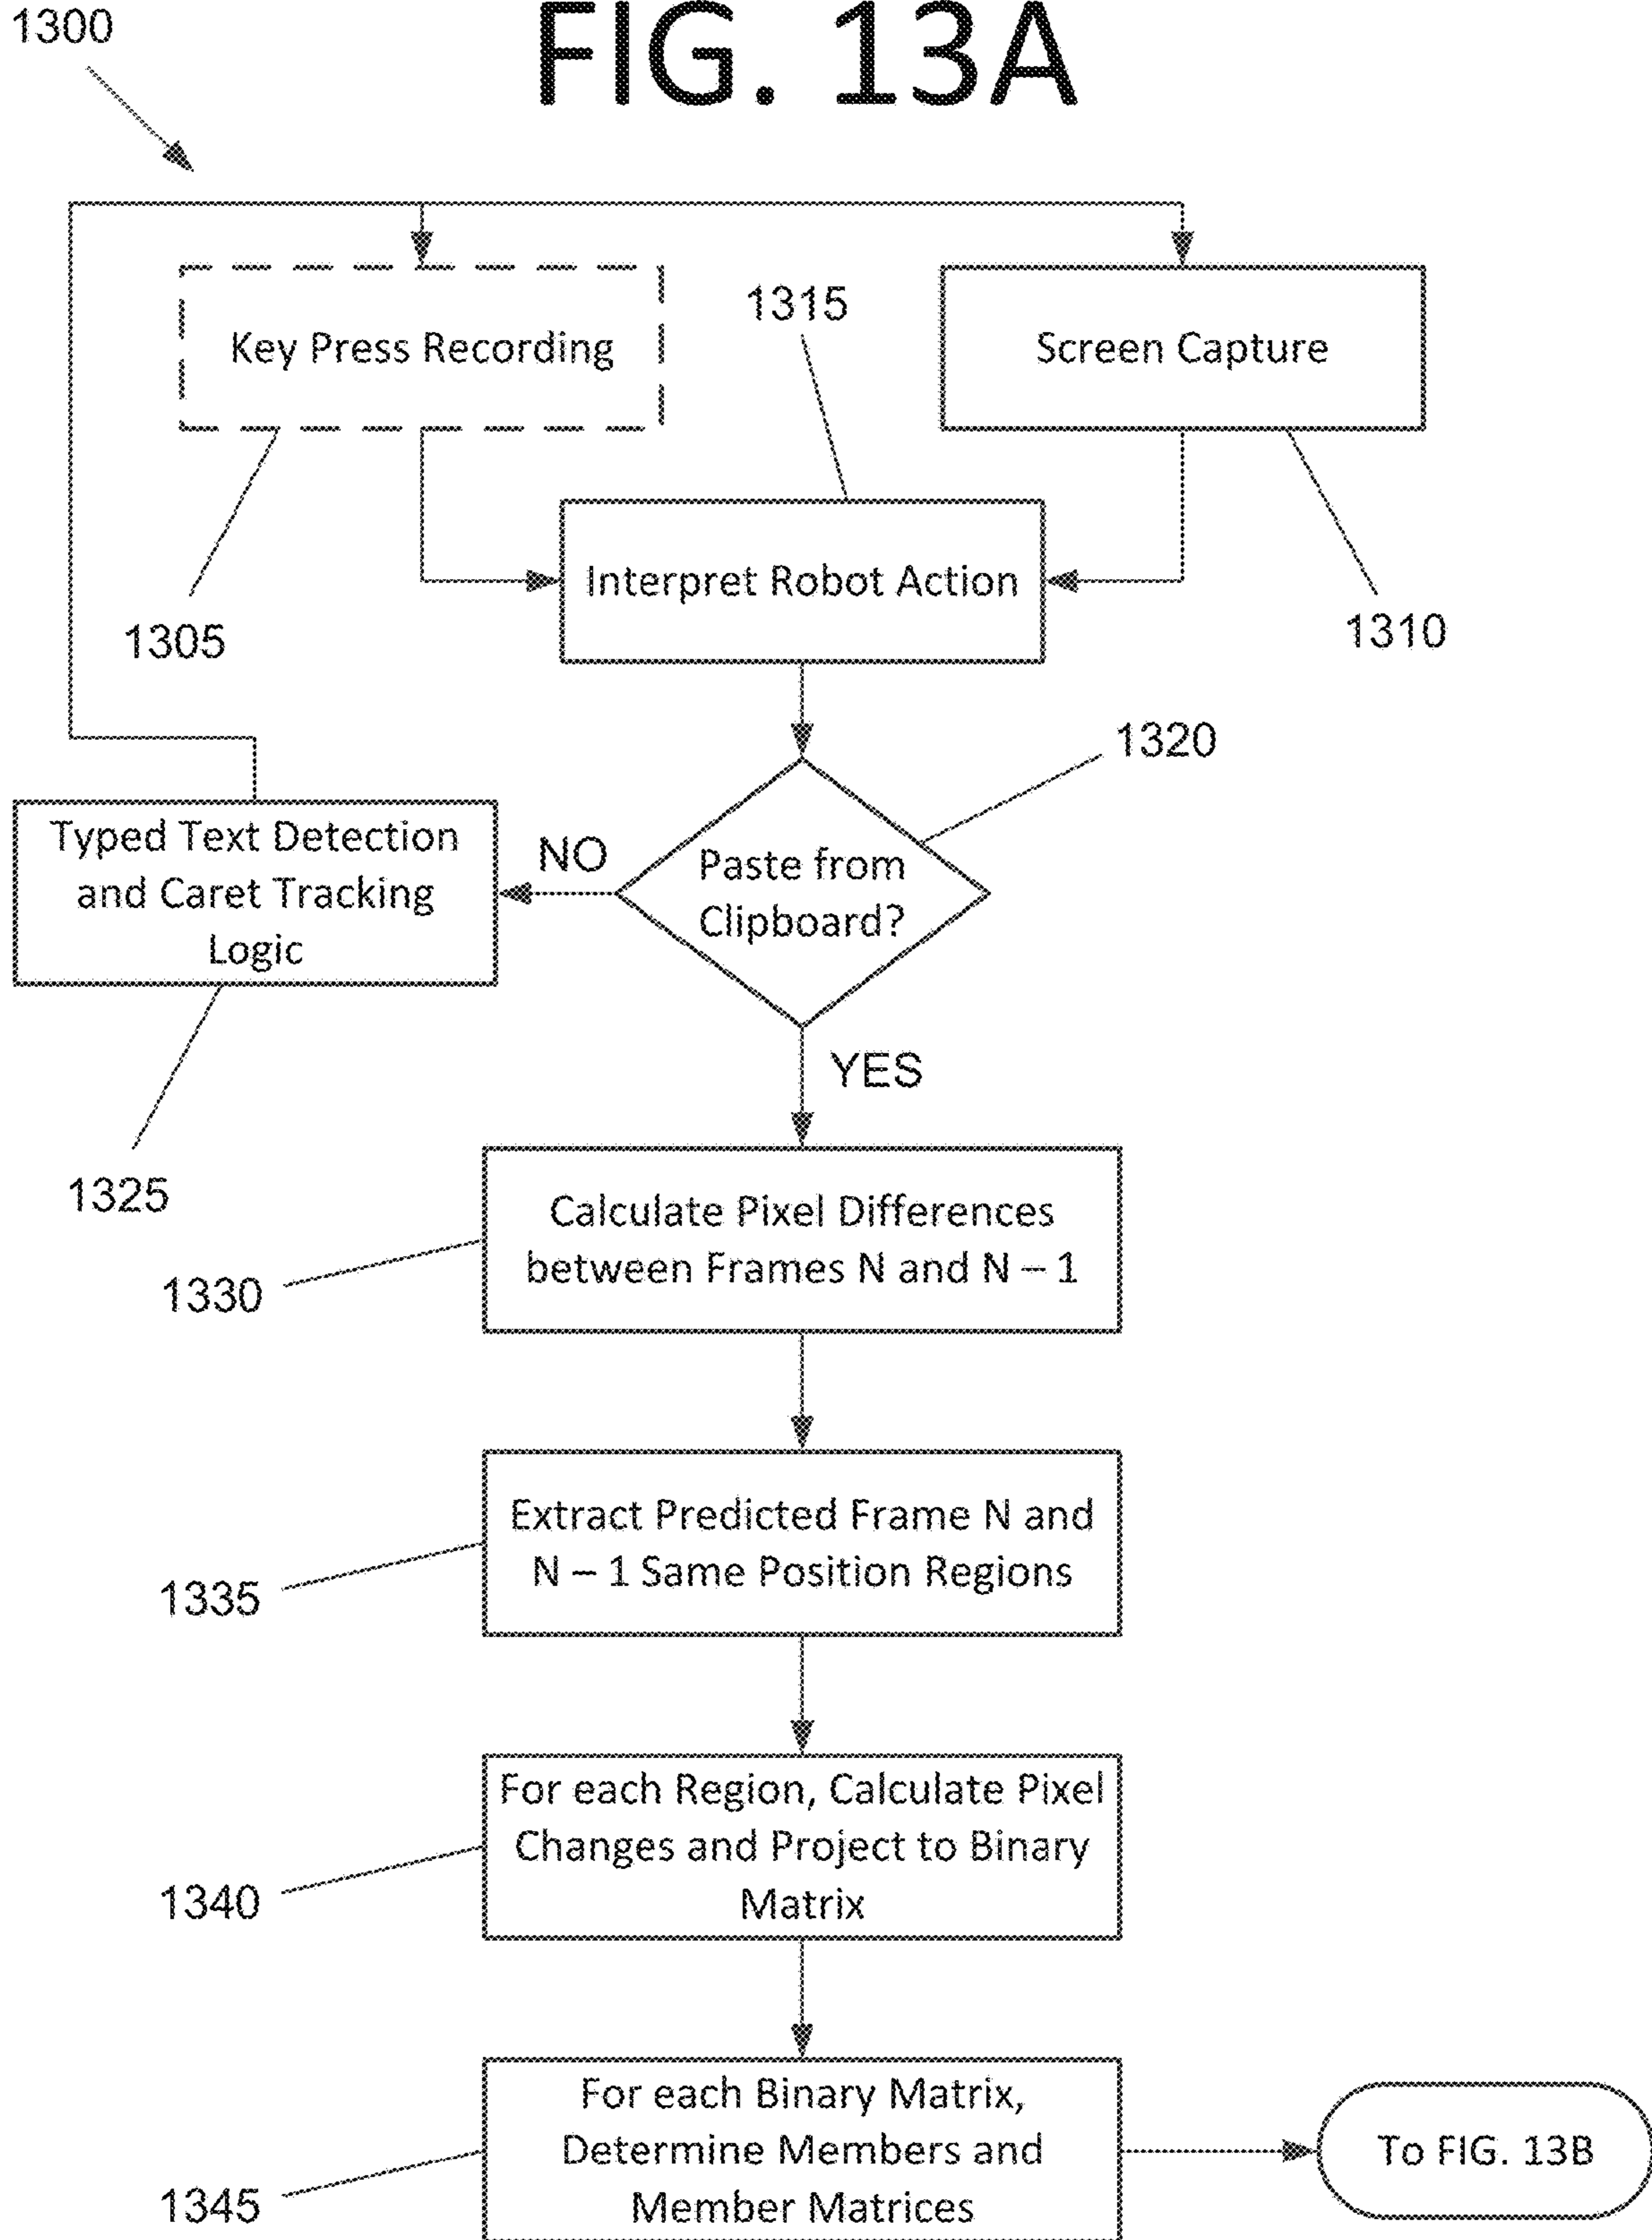 1300
FIG. 13A
Key Press Recording
1315
Screen Capture
Interpret Robot Action
1305
1310
1320
Typed Text Detection
and Caret Tracking
Logic
NO
Paste from
Clipboard?
YES
1325
Calculate Pixel Differences
between Frames N and N – 1
1330
Extract Predicted Frame N and
N – 1 Same Position Regions
1335
For each Region, Calculate Pixel
Changes and Project to Binary
Matrix
1340
For each Binary Matrix,
Determine Members and
Member Matrices
1345
To FIG. 13B